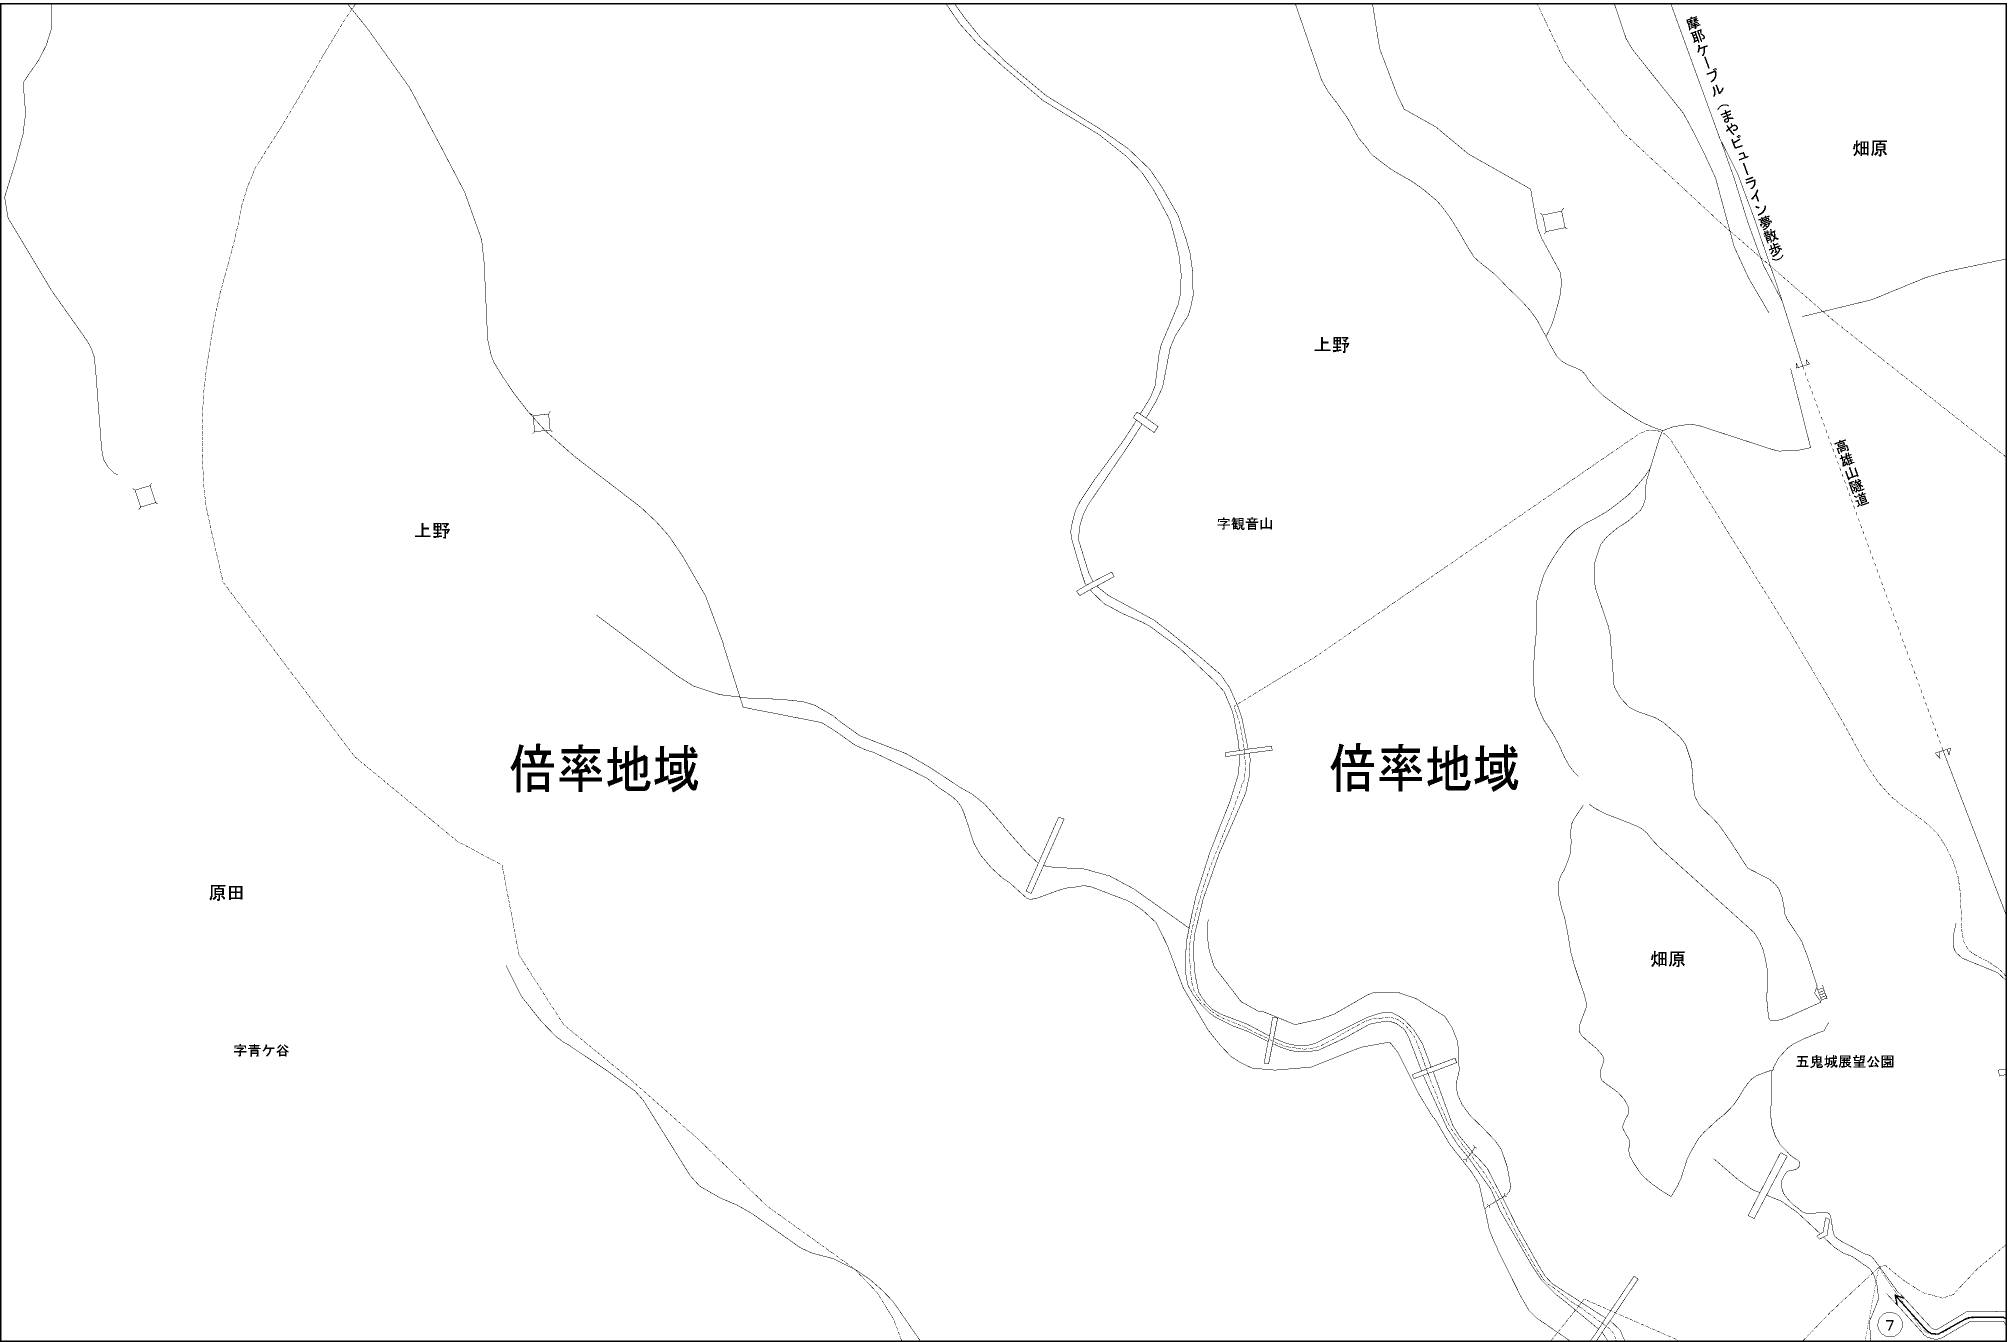 摩耶ケーブル（まやビューライン夢散歩）
畑原
上野
高雄山隧道
字観音山
上野
倍率地域
倍率地域
原田
畑原
字青ケ谷
五鬼城展望公園
7